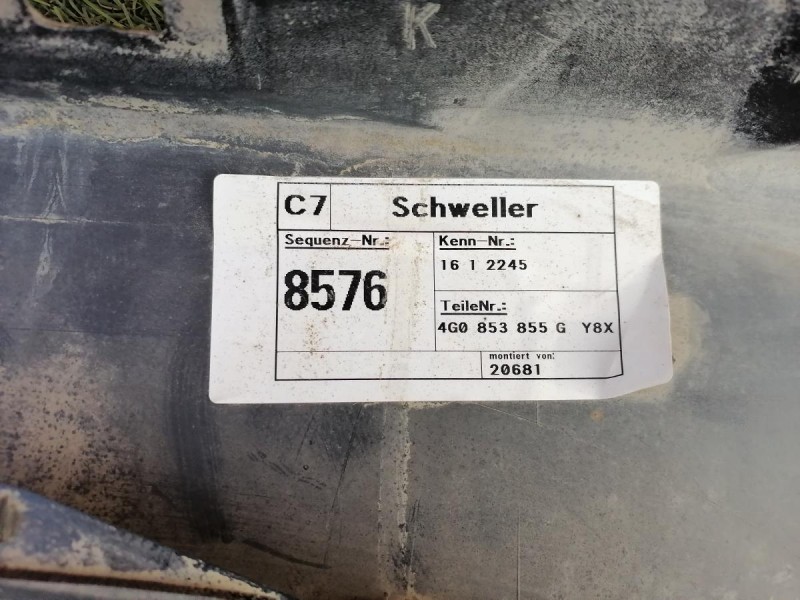 K
C7 Schweller
Sequenz-Nr.:
8576
Kenn-Nr.:
16 1 2245
TeileNr.:
4G0 853 855 G Y8X
montiert von:
20681